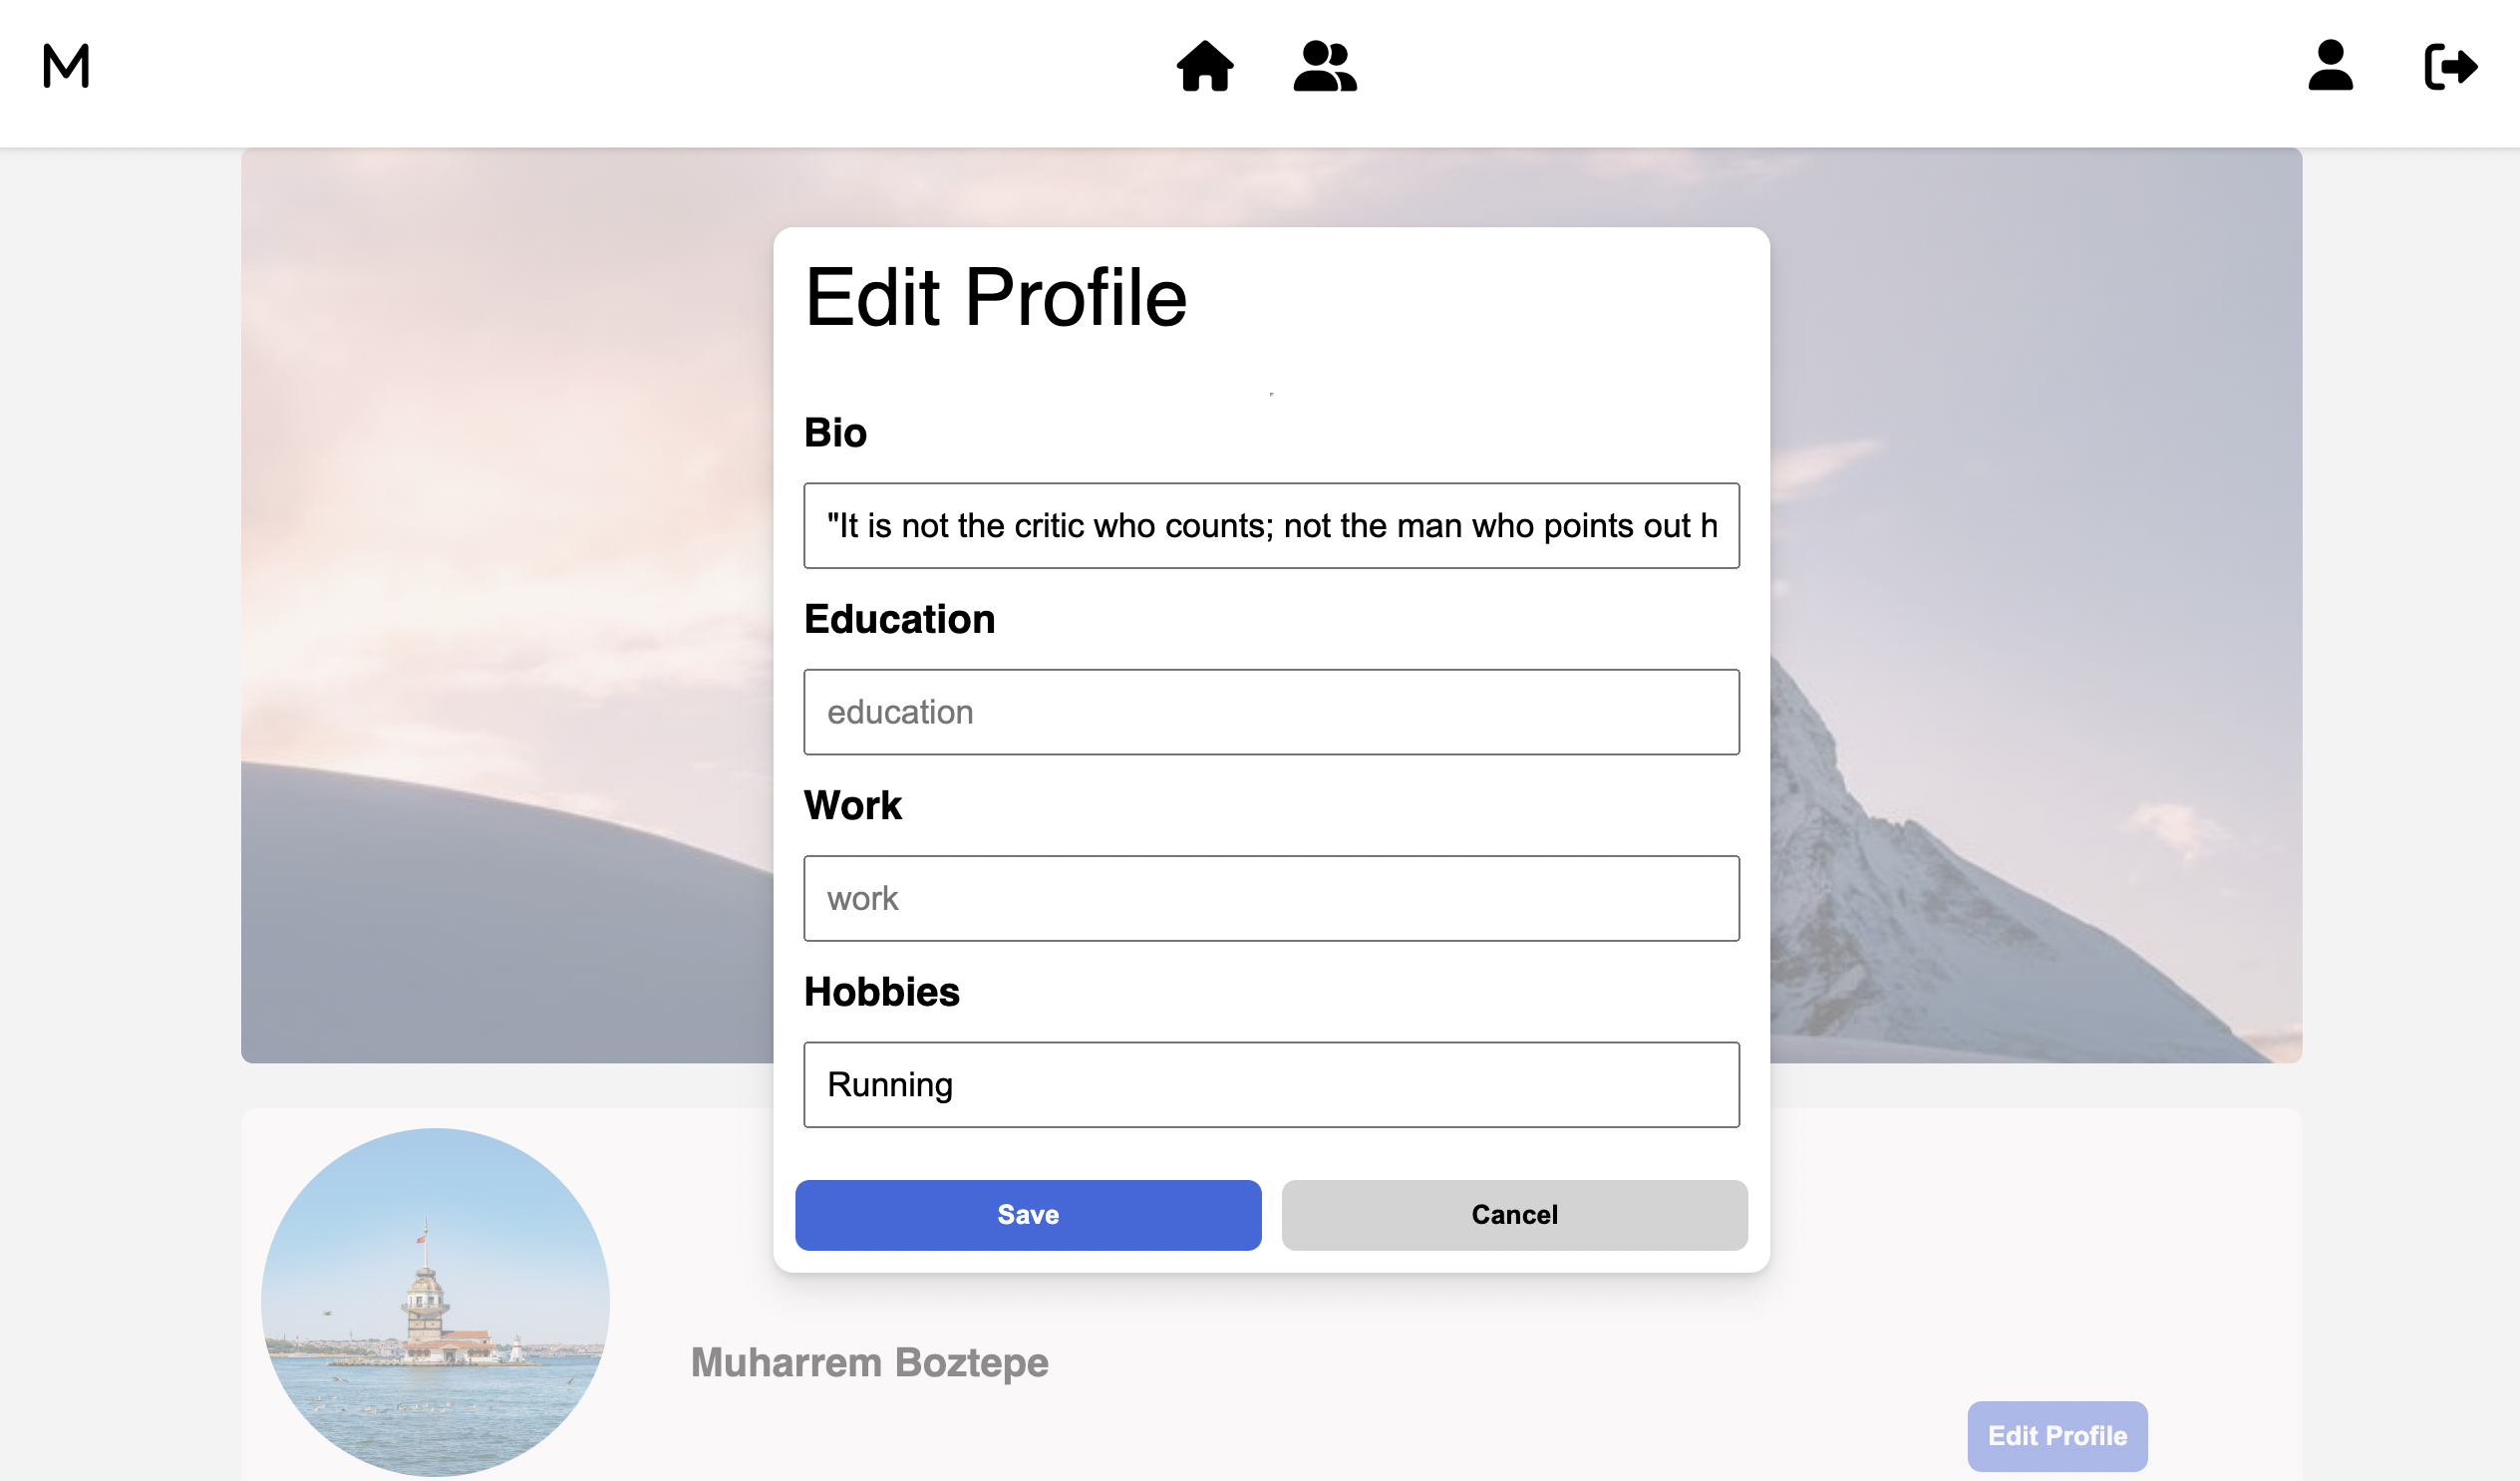 M
Edit Profile
Bio
"It is not the critic who counts; not the man who points out h
Education
education
Work
work
Hobbies
Running
Save
Cancel
Muharrem Boztepe
Edit Profile